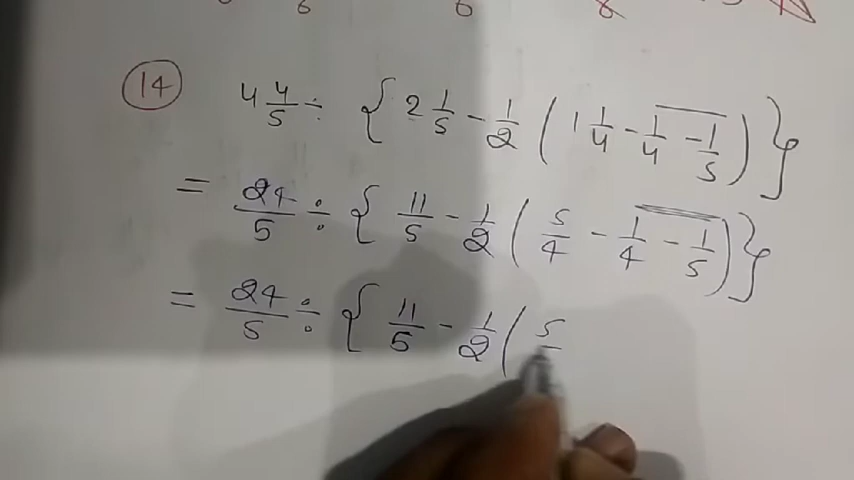 14 4 4/5 ÷ { 2 1/5 - 1/2 ( 1 1/4 - 1/4 - 1/5 ) }
= 24/5 ÷ { 11/5 - 1/2 ( 5/4 - 1/4 - 1/5 ) }
= 24/5 ÷ { 11/5 - 1/2 ( 5